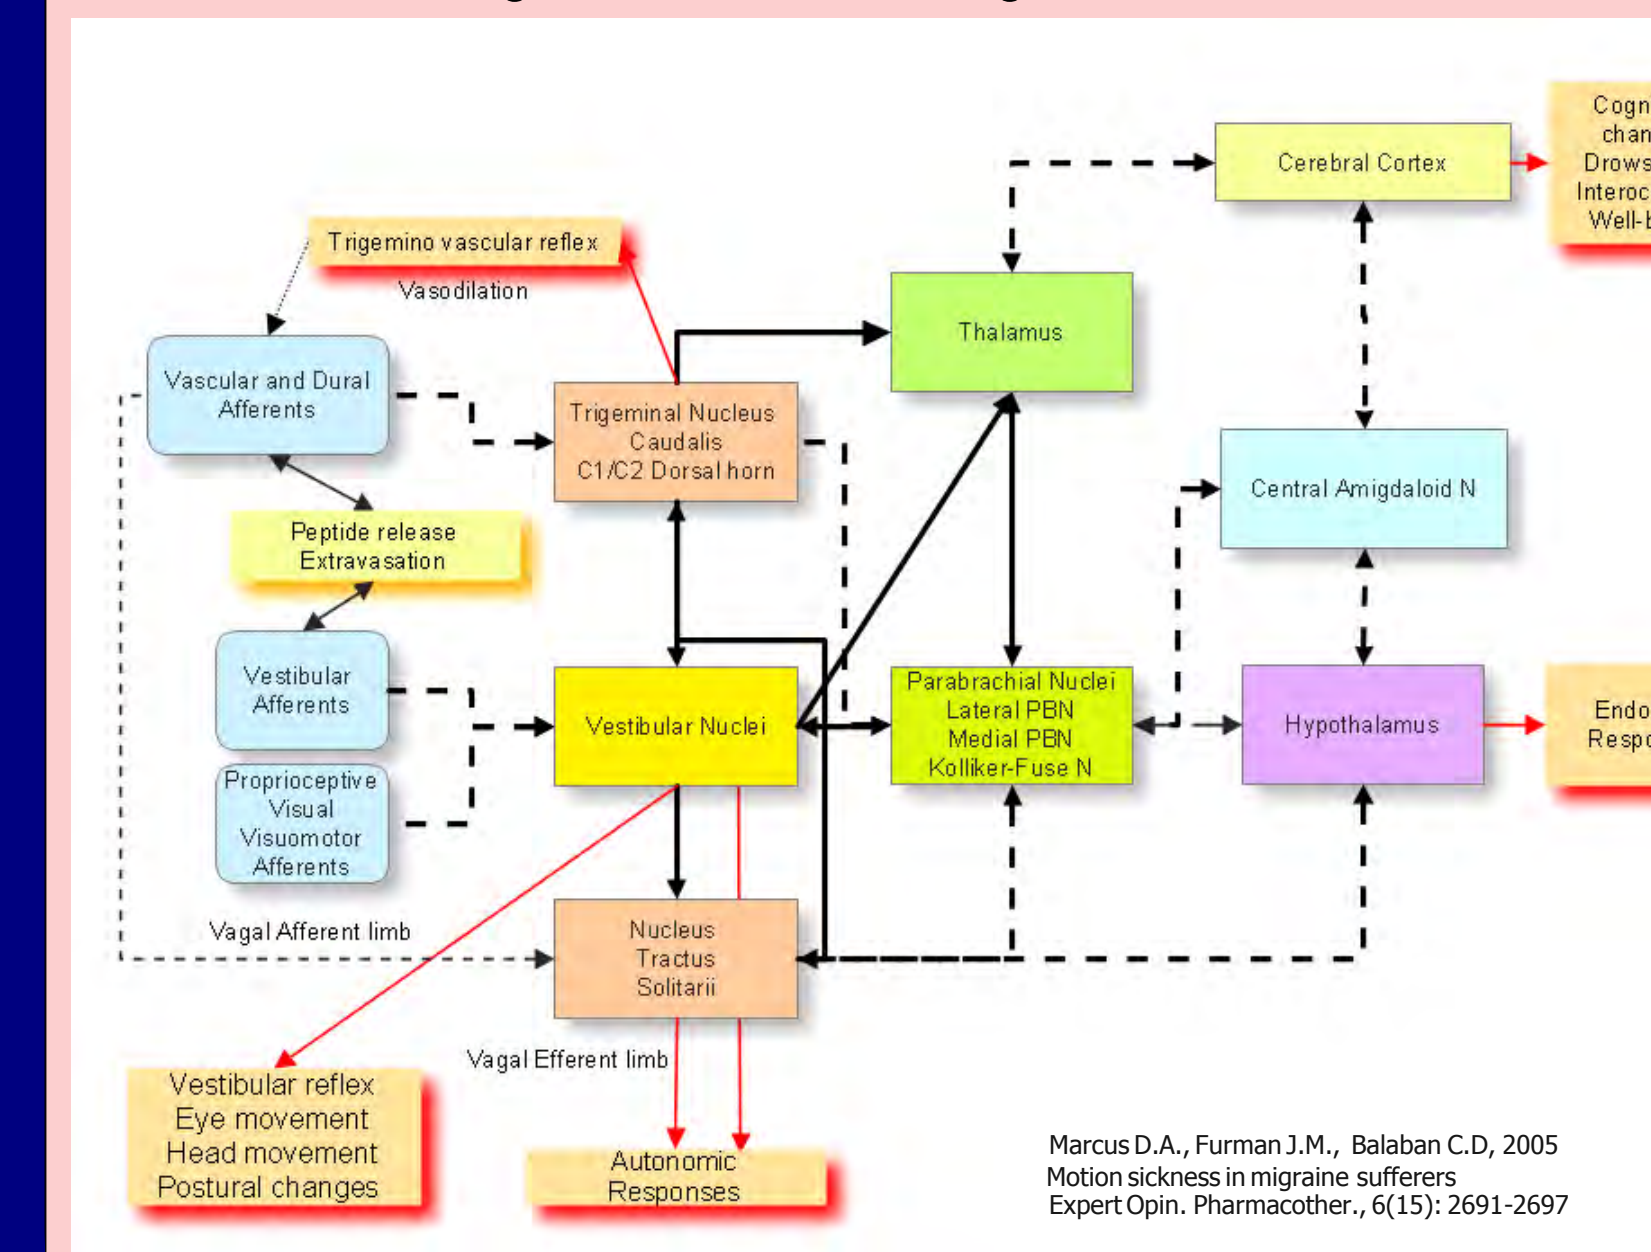 Cerebral Cortex
Trigemino vascular reflex
Vasodilation
Thalamus
Vascular and Dural
Afferents
Trigeminal Nucleus
Caudalis
C1/C2 Dorsal horn
Central Amigdaloid N
Peptide release
Extravasation
Vestibular
Afferents
Vestibular Nuclei
Parabrachial Nuclei
Lateral PBN
Medial PBN
Kolliker-Fuse N
Hypothalamus
Proprioceptive
Visual
Visuomotor
Afferents
Vagal Afferent limb
Nucleus
Tractus
Solitarii
Vagal Efferent limb
Vestibular reflex
Eye movement
Head movement
Postural changes
Autonomic
Responses
Marcus D.A., Furman J.M., Balaban C.D, 2005
Motion sickness in migraine sufferers
Expert Opin. Pharmacother., 6(15): 2691-2697